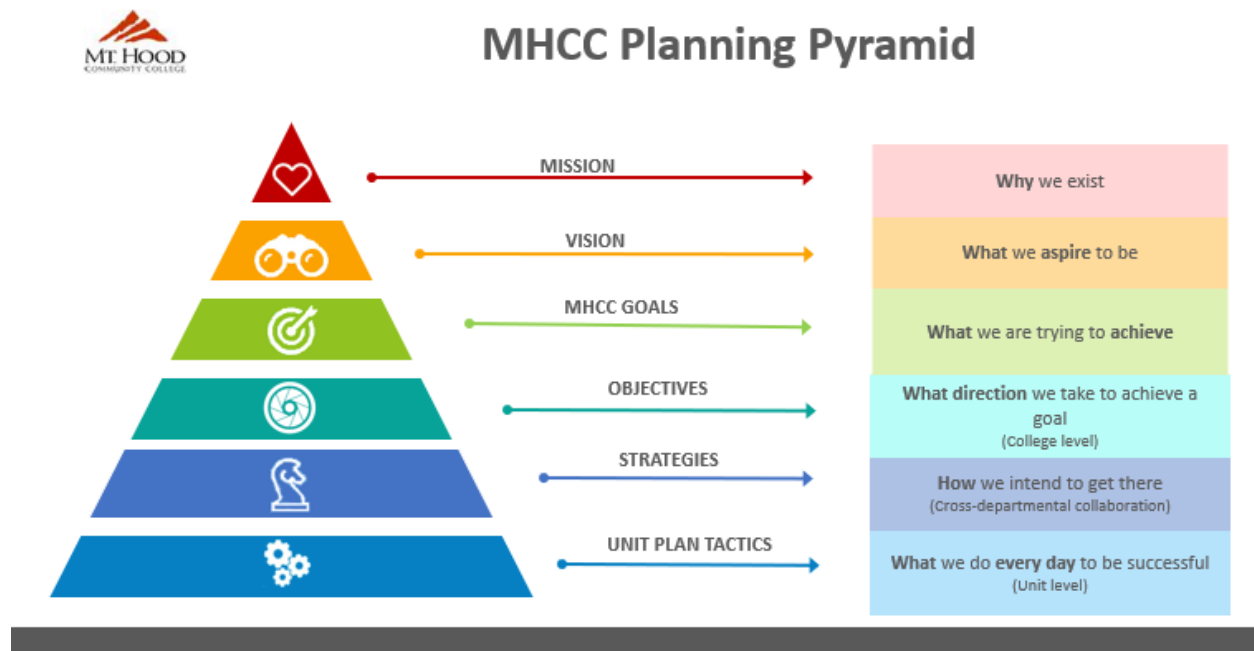 MT. HOOD
COMMUNITY COLLEGE
MHCC Planning Pyramid
MISSION
Why we exist
VISION
What we aspire to be
MHCC GOALS
What we are trying to achieve
OBJECTIVES
What direction we take to achieve a
goal
(College level)
STRATEGIES
How we intend to get there
(Cross-departmental collaboration)
UNIT PLAN TACTICS
What we do every day to be successful
(Unit level)